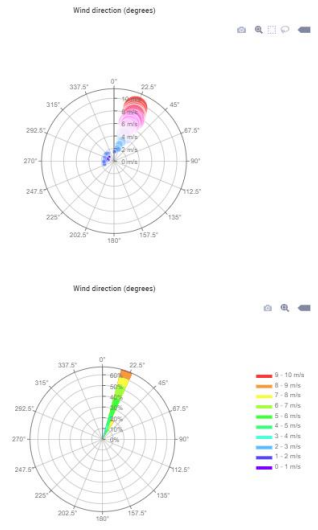 Wind direction (degrees)
0°
337.5°
22.5°
315°
45°
292.5°
67.5°
10 m/s
8 m/s
6 m/s
4 m/s
2 m/s
0 m/s
270°
90°
247.5°
112.5°
225°
135°
202.5°
157.5°
180°
Wind direction (degrees)
0°
337.5°
22.5°
315°
45°
292.5°
67.5°
60%
50%
40%
30%
20%
10%
0%
270°
90°
247.5°
112.5°
225°
135°
202.5°
157.5°
180°
9 - 10 m/s
8 - 9 m/s
7 - 8 m/s
6 - 7 m/s
5 - 6 m/s
4 - 5 m/s
3 - 4 m/s
2 - 3 m/s
1 - 2 m/s
0 - 1 m/s